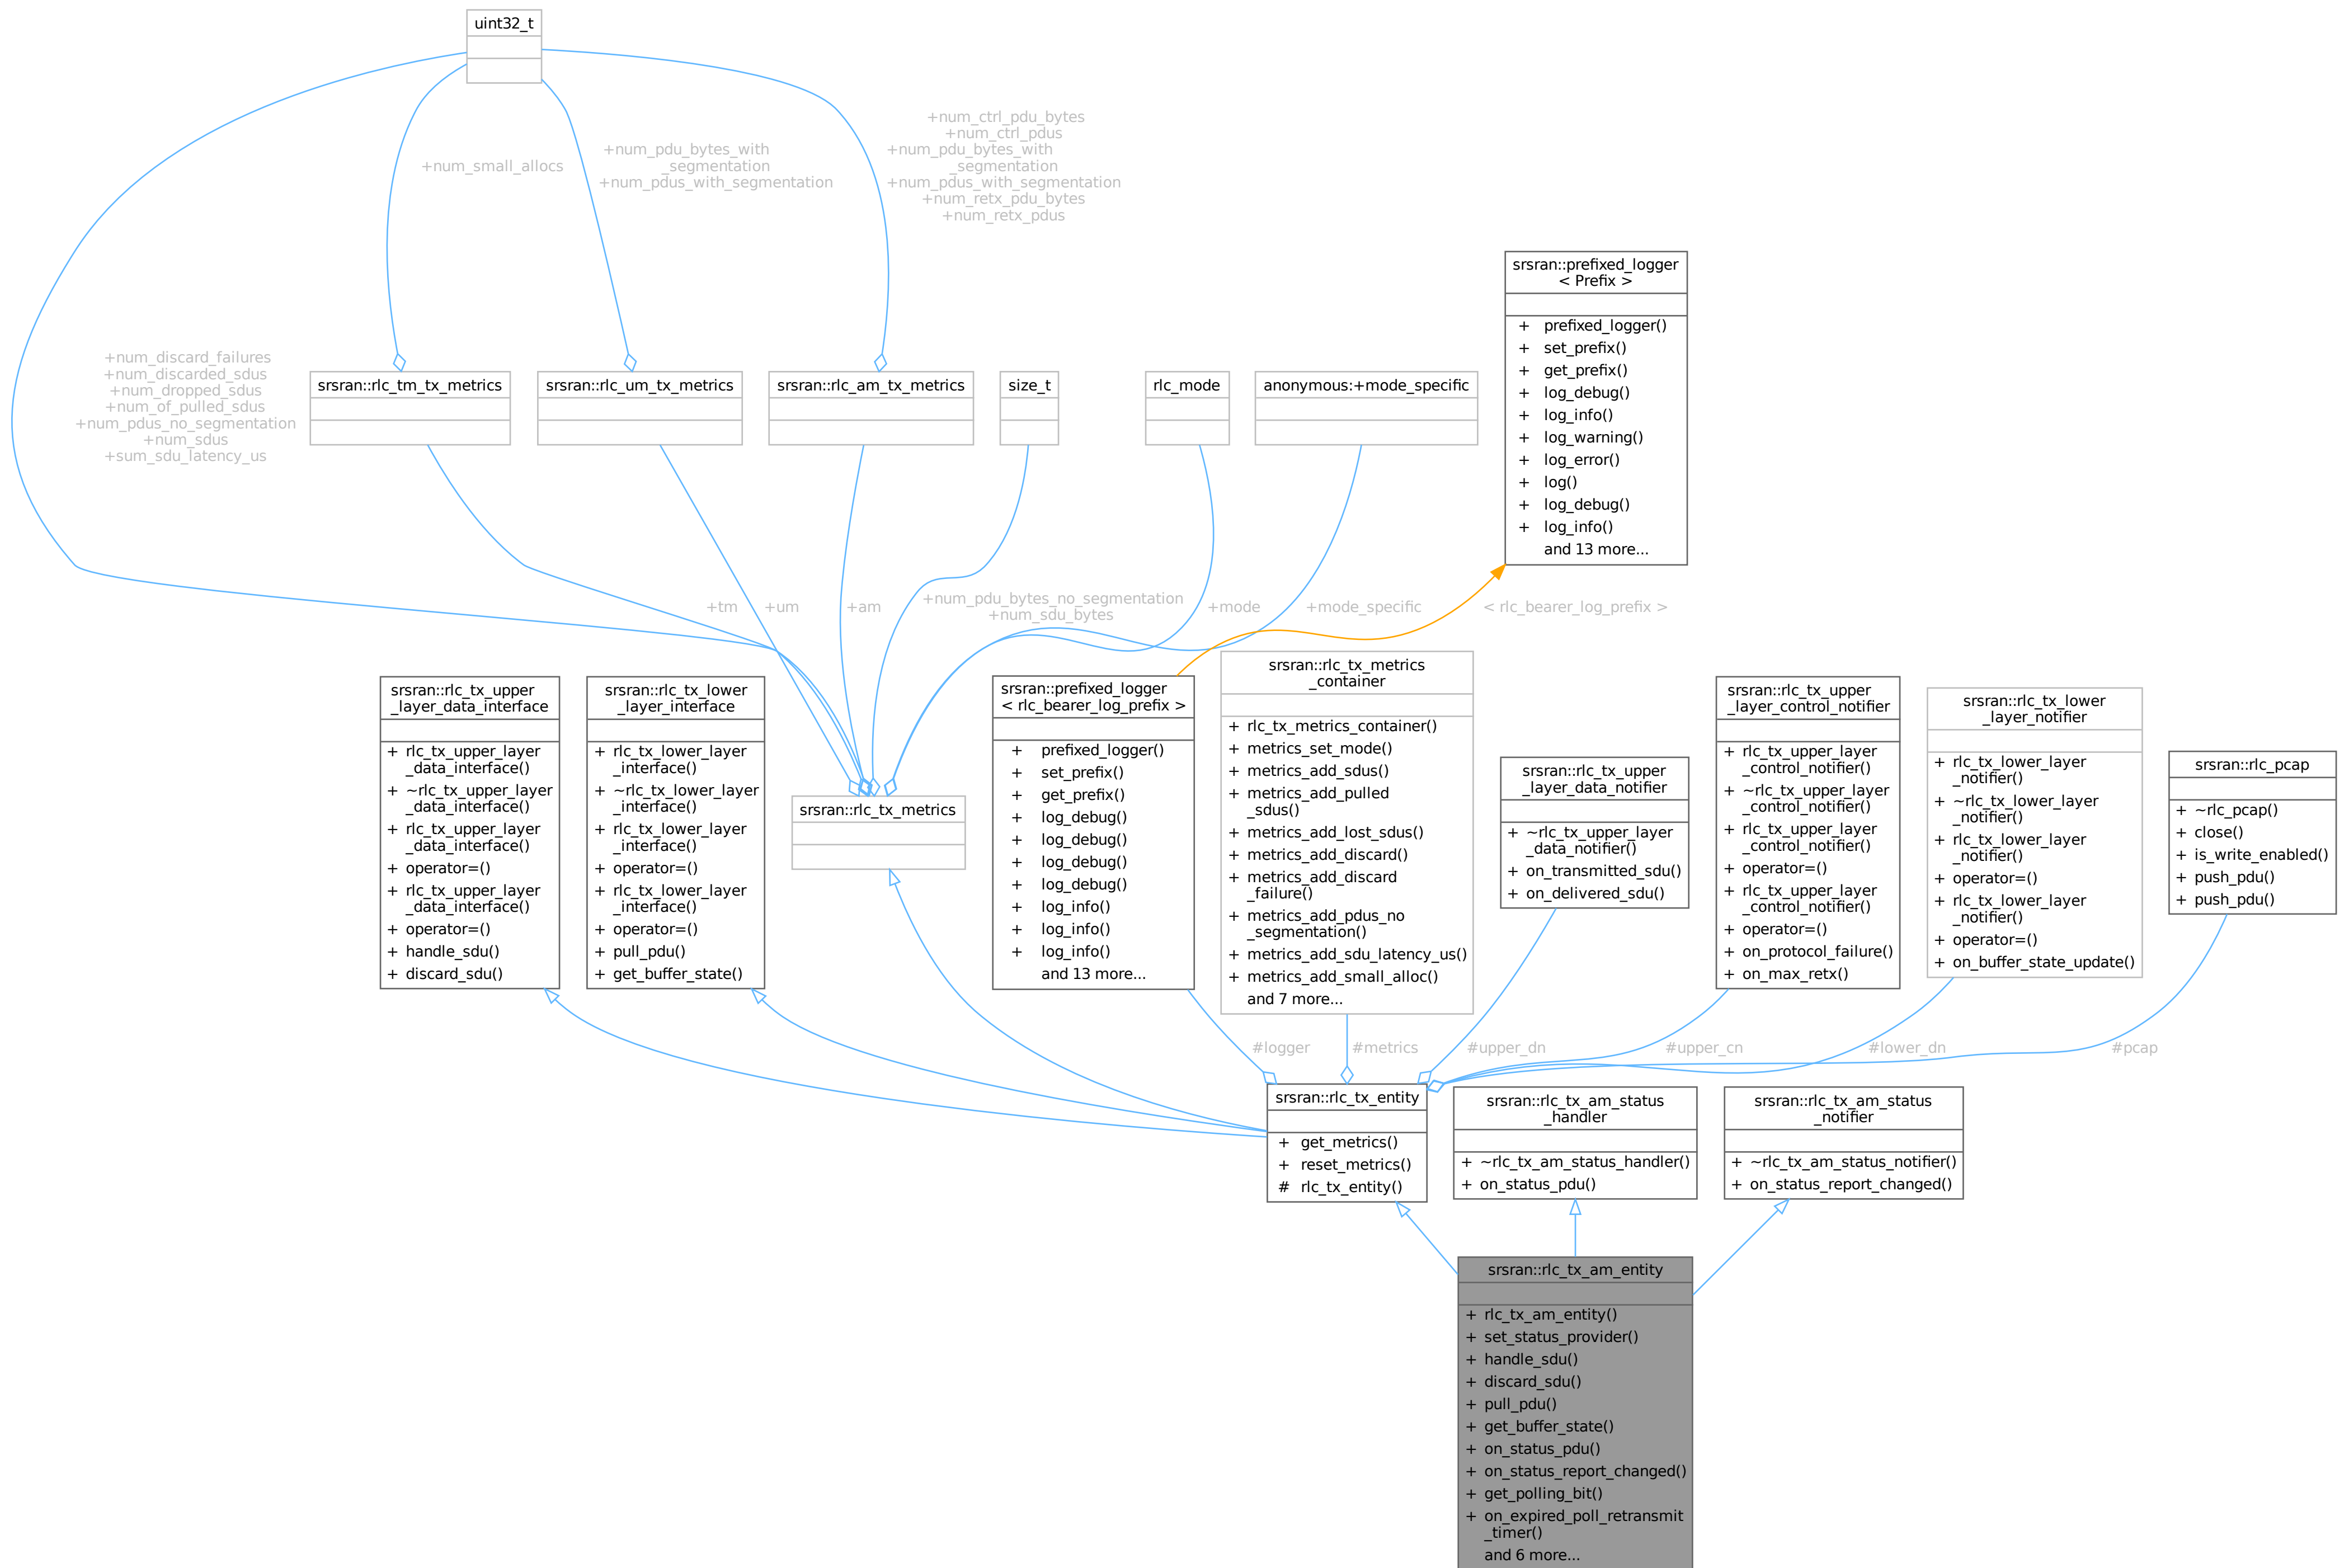 uint32_t
+num_small_allocs
+num_pdu_bytes_with
_segmentation
+num_pdus_with_segmentation
+num_ctrl_pdu_bytes
+num_ctrl_pdus
+num_pdu_bytes_with
_segmentation
+num_pdus_with_segmentation
+num_retx_pdu_bytes
+num_retx_pdus
srsran::prefixed_logger
< Prefix >
+ prefixed_logger()
+ set_prefix()
+ get_prefix()
+ log_debug()
+ log_info()
+ log_warning()
+ log_error()
+ log()
+ log_debug()
+ log_info()
and 13 more...
+num_discard_failures
+num_discarded_sdus
+num_dropped_sdus
+num_of_pulled_sdus
+num_pdus_no_segmentation
+num_sdus
+sum_sdu_latency_us
srsran::rlc_tm_tx_metrics
srsran::rlc_um_tx_metrics
srsran::rlc_am_tx_metrics
size_t
rlc_mode
anonymous:+mode_specific
+tm
+um
+am
+num_pdu_bytes_no_segmentation
+num_sdu_bytes
+mode
+mode_specific
< rlc_bearer_log_prefix >
srsran::rlc_tx_upper
_layer_data_interface
+ rlc_tx_upper_layer
_data_interface()
+ ~rlc_tx_upper_layer
_data_interface()
+ rlc_tx_upper_layer
_data_interface()
+ operator=()
+ rlc_tx_upper_layer
_data_interface()
+ operator=()
+ handle_sdu()
+ discard_sdu()
srsran::rlc_tx_lower
_layer_interface
+ rlc_tx_lower_layer
_interface()
+ ~rlc_tx_lower_layer
_interface()
+ rlc_tx_lower_layer
_interface()
+ operator=()
+ rlc_tx_lower_layer
_interface()
+ operator=()
+ pull_pdu()
+ get_buffer_state()
srsran::rlc_tx_metrics
srsran::prefixed_logger
< rlc_bearer_log_prefix >
+ prefixed_logger()
+ set_prefix()
+ get_prefix()
+ log_debug()
+ log_debug()
+ log_debug()
+ log_debug()
+ log_info()
+ log_info()
+ log_info()
and 13 more...
srsran::rlc_tx_metrics
_container
+ rlc_tx_metrics_container()
+ metrics_set_mode()
+ metrics_add_sdus()
+ metrics_add_pulled
_sdus()
+ metrics_add_lost_sdus()
+ metrics_add_discard()
+ metrics_add_discard
_failure()
+ metrics_add_pdus_no
_segmentation()
+ metrics_add_sdu_latency_us()
+ metrics_add_small_alloc()
and 7 more...
srsran::rlc_tx_upper
_layer_data_notifier
+ ~rlc_tx_upper_layer
_data_notifier()
+ on_transmitted_sdu()
+ on_delivered_sdu()
srsran::rlc_tx_upper
_layer_control_notifier
+ rlc_tx_upper_layer
_control_notifier()
+ ~rlc_tx_upper_layer
_control_notifier()
+ rlc_tx_upper_layer
_control_notifier()
+ operator=()
+ rlc_tx_upper_layer
_control_notifier()
+ operator=()
+ on_protocol_failure()
+ on_max_retx()
srsran::rlc_tx_lower
_layer_notifier
+ rlc_tx_lower_layer
_notifier()
+ ~rlc_tx_lower_layer
_notifier()
+ rlc_tx_lower_layer
_notifier()
+ operator=()
+ rlc_tx_lower_layer
_notifier()
+ operator=()
+ on_buffer_state_update()
srsran::rlc_pcap
+ ~rlc_pcap()
+ close()
+ is_write_enabled()
+ push_pdu()
+ push_pdu()
#logger
#metrics
#upper_dn
#upper_cn
#lower_dn
#pcap
srsran::rlc_tx_entity
+ get_metrics()
+ reset_metrics()
# rlc_tx_entity()
srsran::rlc_tx_am_status
_handler
+ ~rlc_tx_am_status_handler()
+ on_status_pdu()
srsran::rlc_tx_am_status
_notifier
+ ~rlc_tx_am_status_notifier()
+ on_status_report_changed()
srsran::rlc_tx_am_entity
+ rlc_tx_am_entity()
+ set_status_provider()
+ handle_sdu()
+ discard_sdu()
+ pull_pdu()
+ get_buffer_state()
+ on_status_pdu()
+ on_status_report_changed()
+ get_polling_bit()
+ on_expired_poll_retransmit
_timer()
and 6 more...